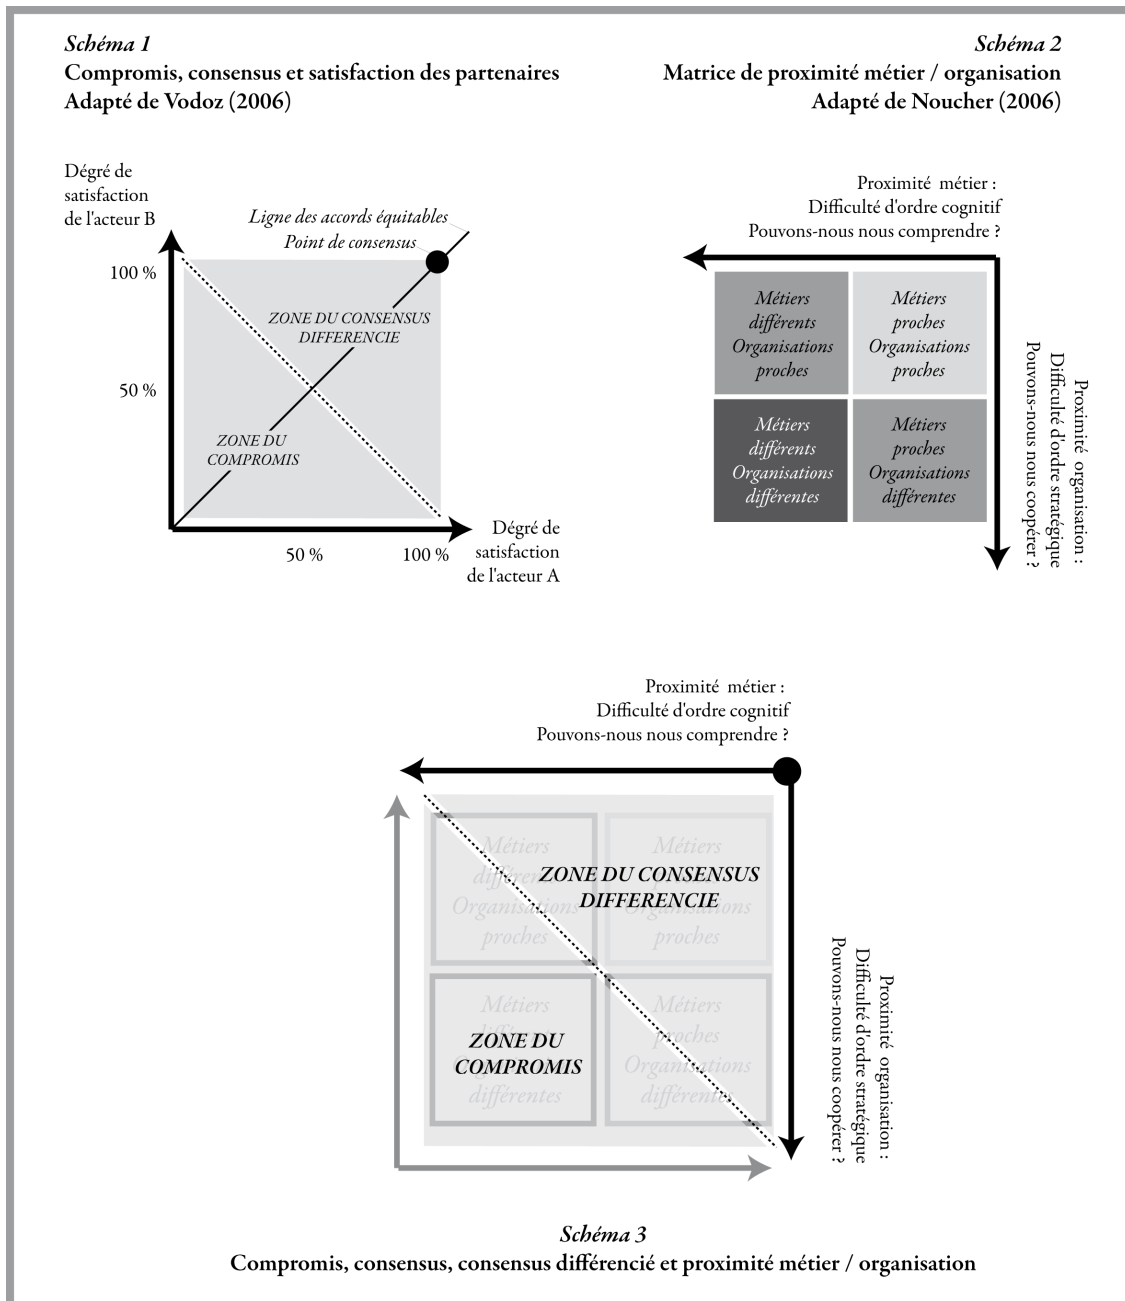 Schéma 1
Compromis, consensus et satisfaction des partenaires
Adapté de Vodoz (2006)
Schéma 2
Matrice de proximité métier / organisation
Adapté de Noucher (2006)
Dégré de
satisfaction
de l'acteur B
Ligne des accords équitables
Point de consensus
100 %
ZONE DU CONSENSUS
DIFFERENCIE
50 %
ZONE DU
COMPROMIS
50 %
100 %
Dégré de
satisfaction
de l'acteur A
Proximité métier :
Difficulté d'ordre cognitif
Pouvons-nous nous comprendre ?
Métiers
différents
Organisations
proches
Métiers
proches
Organisations
proches
Métiers
différents
Organisations
différentes
Métiers
proches
Organisations
différentes
Proximité organisation :
Difficulté d'ordre stratégique
Pouvons-nous nous coopérer ?
Proximité métier :
Difficulté d'ordre cognitif
Pouvons-nous nous comprendre ?
Métiers
différents
Organisations
proches
Métiers
proches
Organisations
proches
ZONE DU CONSENSUS
DIFFERENCIE
Métiers
différents
Organisations
différentes
ZONE DU
COMPROMIS
Métiers
proches
Organisations
différentes
Proximité organisation :
Difficulté d'ordre stratégique
Pouvons-nous nous coopérer ?
Schéma 3
Compromis, consensus, consensus différencié et proximité métier / organisation